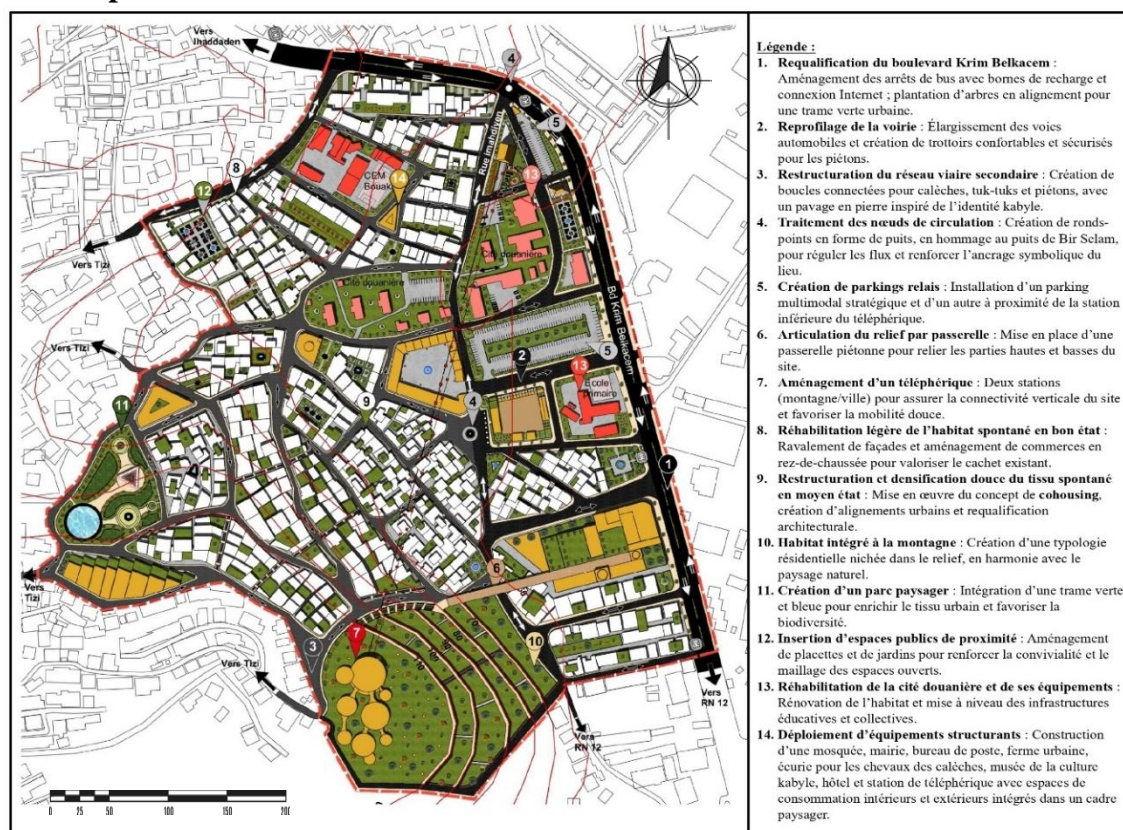 Vers
Ihaddaden
4
5
Légende :
1. Requalification du boulevard Krim Belkacem :
Aménagement des arrêts de bus avec bornes de recharge et
connexion Internet ; plantation d'arbres en alignement pour
une trame verte urbaine.
2. Reprofilage de la voirie : Élargissement des voies
automobiles et création de trottoirs confortables et sécurisés
pour les piétons.
3. Restructuration du réseau viaire secondaire : Création de
boucles connectées pour calèches, tuk-tuks et piétons, avec
un pavage en pierre inspiré de l'identité kabyle.
4. Traitement des nœuds de circulation : Création de ronds-
points en forme de puits, en hommage au puits de Bir Selam,
pour réguler les flux et renforcer l'ancrage symbolique du
lieu.
5. Création de parkings relais : Installation d'un parking
multimodal stratégique et d'un autre à proximité de la station
inférieure du téléphérique.
6. Articulation du relief par passerelle : Mise en place d'une
passerelle piétonne pour relier les parties hautes et basses du
site.
7. Aménagement d'un téléphérique : Deux stations
(montagne/ville) pour assurer la connectivité verticale du site
et favoriser la mobilité douce.
8. Réhabilitation légère de l'habitat spontané en bon état :
Ravalement de façades et aménagement de commerces en
rez-de-chaussée pour valoriser le cachet existant.
9. Restructuration et densification douce du tissu spontané
en moyen état : Mise en œuvre du concept de cohousing,
création d'alignements urbains et requalification
architecturale.
10. Habitat intégré à la montagne : Création d'une typologie
résidentielle nichée dans le relief, en harmonie avec le
paysage naturel.
11. Création d'un parc paysager : Intégration d'une trame verte
et bleue pour enrichir le tissu urbain et favoriser la
biodiversité.
12. Insertion d'espaces publics de proximité : Aménagement
de placettes et de jardins pour renforcer la convivialité et le
maillage des espaces ouverts.
13. Réhabilitation de la cité douanière et de ses équipements :
Rénovation de l'habitat et mise à niveau des infrastructures
éducatives et collectives.
14. Déploiement d'équipements structurants : Construction
d'une mosquée, mairie, bureau de poste, ferme urbaine,
écurie pour les chevaux des calèches, musée de la culture
kabyle, hôtel et station de téléphérique avec espaces de
consommation intérieurs et extérieurs intégrés dans un cadre
paysager.
Rue Imahdiyen
8
CEM
14
13
12
Vers Tizi
Cité douanière
Cité douanière
Bd Krim Belkacem
Vers Tizi
2
5
13
Ecole
primaire
9
4
11
1
6
Vers
Tizi
7
10
3
Vers Tizi
Vers
RN 12
Vers
RN 12
0 25 50 100 150 200